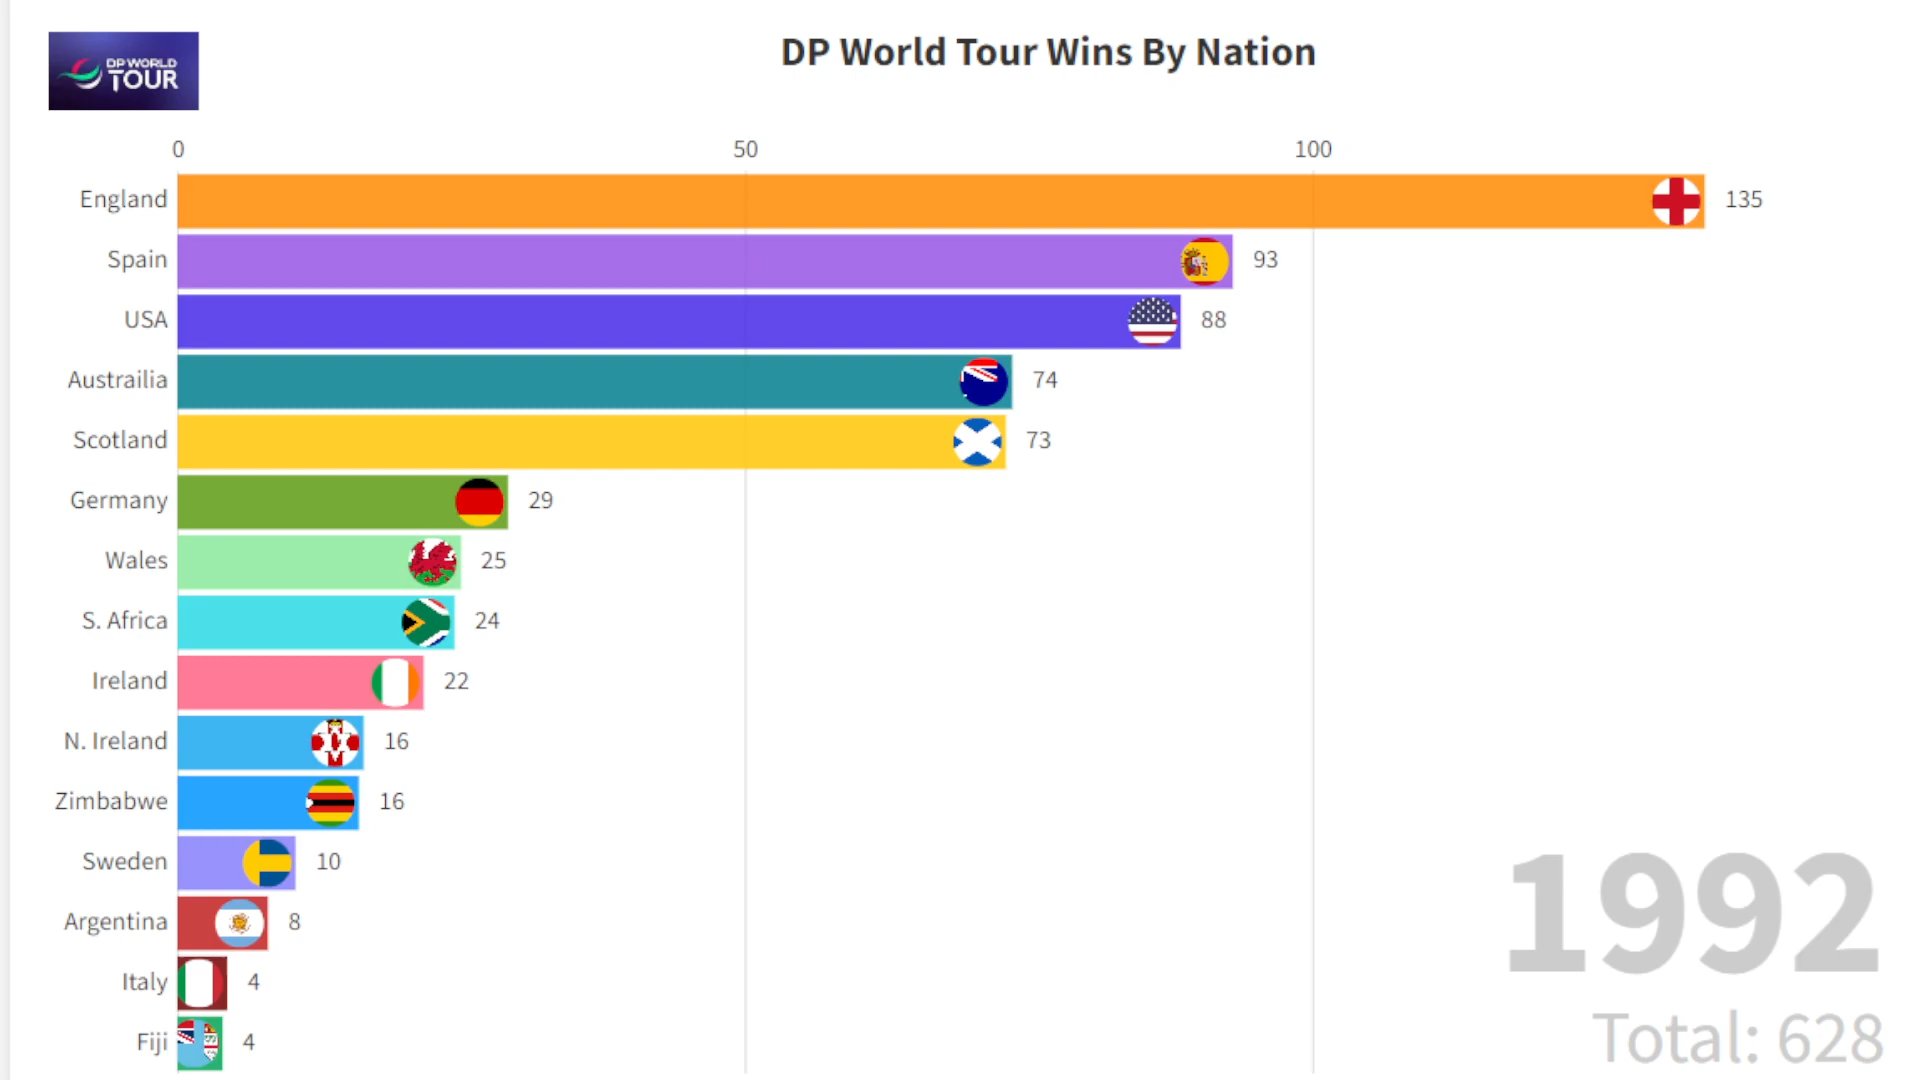 DP World Tour Wins By Nation
DP WORLD
TOUR
0 50 100
England 135
Spain 93
USA 88
Austrailia 74
Scotland 73
Germany 29
Wales 25
S. Africa 24
Ireland 22
N. Ireland 16
Zimbabwe 16
Sweden 10
Argentina 8
Italy 4
Fiji 4
1992
Total: 628